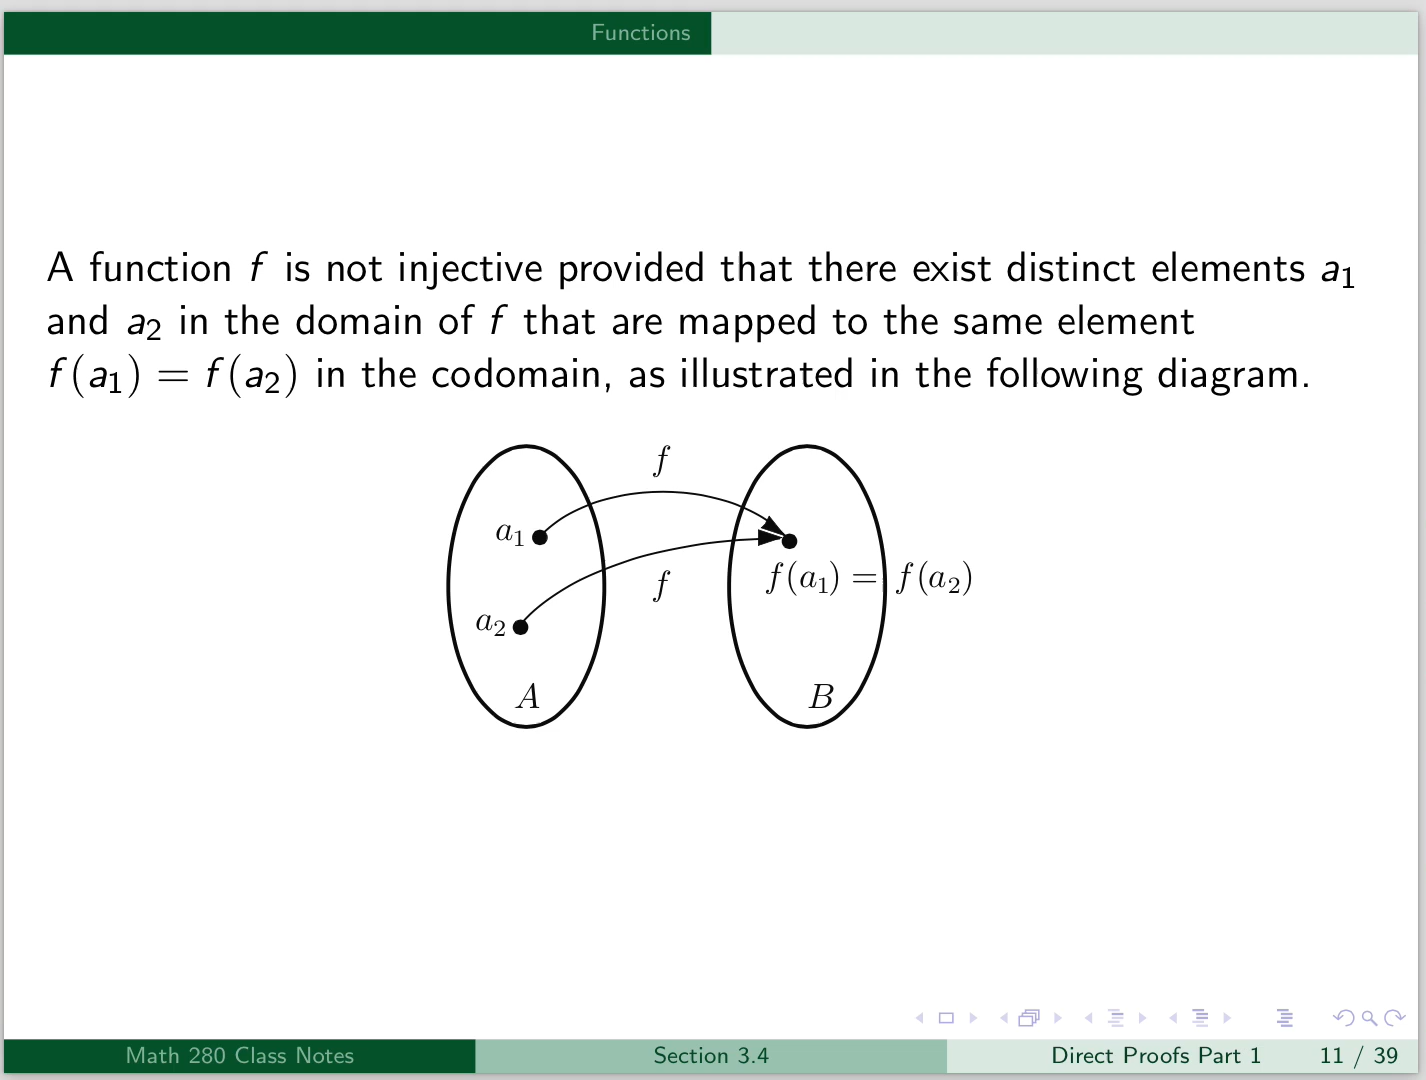 Functions
A function f is not injective provided that there exist distinct elements a₁
and a₂ in the domain of f that are mapped to the same element
f(a₁) = f(a₂) in the codomain, as illustrated in the following diagram.
f
a₁
f(a₁) = f(a₂)
f
a₂
A
B
Math 280 Class Notes
Section 3.4
Direct Proofs Part 1
11 / 39